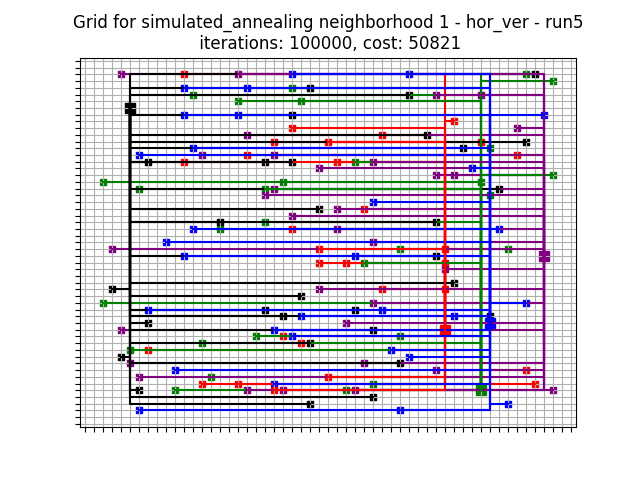 Grid for simulated_annealing neighborhood 1 - hor_ver - run5
iterations: 100000, cost: 50821